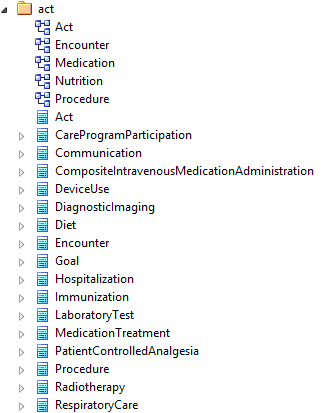 act
Act
Encounter
Medication
Nutrition
Procedure
Act
CareProgramParticipation
Communication
CompositeIntravenousMedicationAdministration
DeviceUse
DiagnosticImaging
Diet
Encounter
Goal
Hospitalization
Immunization
LaboratoryTest
MedicationTreatment
PatientControlledAnalgesia
Procedure
Radiotherapy
RespiratoryCare